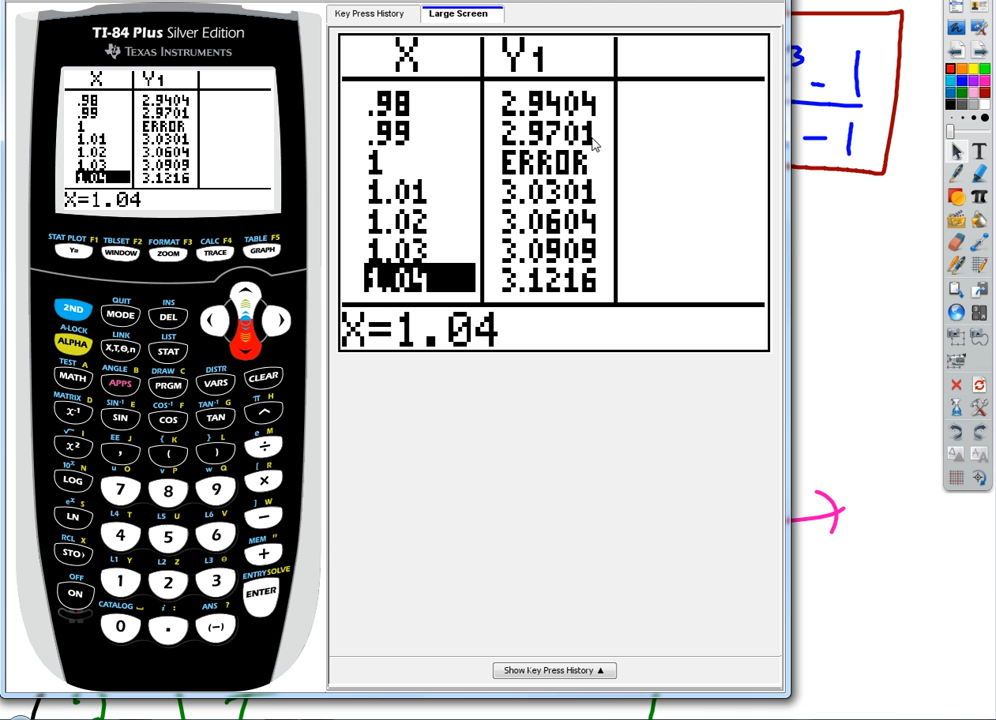 Key Press History
Large Screen
TI-84 Plus Silver Edition
TEXAS INSTRUMENTS
X Y1
.98 2.9404
.99 2.9701
1 ERROR
1.01 3.0301
1.02 3.0604
1.03 3.0909
1.04 3.1216
X=1.04
STAT PLOT F1 TBLSET F2 FORMAT F3 CALC F4 TABLE F5
Y= WINDOW ZOOM TRACE GRAPH
QUIT INS
2ND MODE DEL
A-LOCK LINK LIST
ALPHA X,T,θ,n STAT
TEST A ANGLE B DRAW C DISTR
MATH APPS PRGM VARS CLEAR
MATRIX D SIN⁻¹ E COS⁻¹ F TAN⁻¹ G π H
x⁻¹ SIN COS TAN ^
√ I EE J { K } L e M
x² , ( ) ÷
10ˣ N u O v P w Q [ R
LOG 7 8 9 ×
eˣ S L4 T L5 U L6 V ] W
LN 4 5 6 −
RCL X L1 Y L2 Z L3 θ MEM "
STO› 1 2 3 +
OFF CATALOG ⎵ i : ANS ? ENTRY SOLVE
ON 0 . (−) ENTER
X Y1
.98 2.9404
.99 2.9701
1 ERROR
1.01 3.0301
1.02 3.0604
1.03 3.0909
1.04 3.1216
X=1.04
Show Key Press History ▲
3 - 1
- 1
T
π